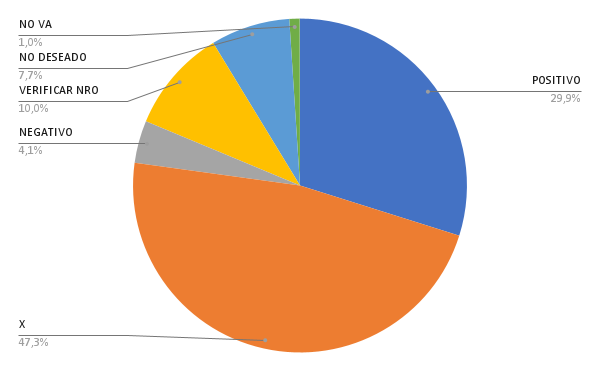 NO VA
1,0%
NO DESEADO
7,7%
VERIFICAR NRO
10,0%
NEGATIVO
4,1%
POSITIVO
29,9%
X
47,3%